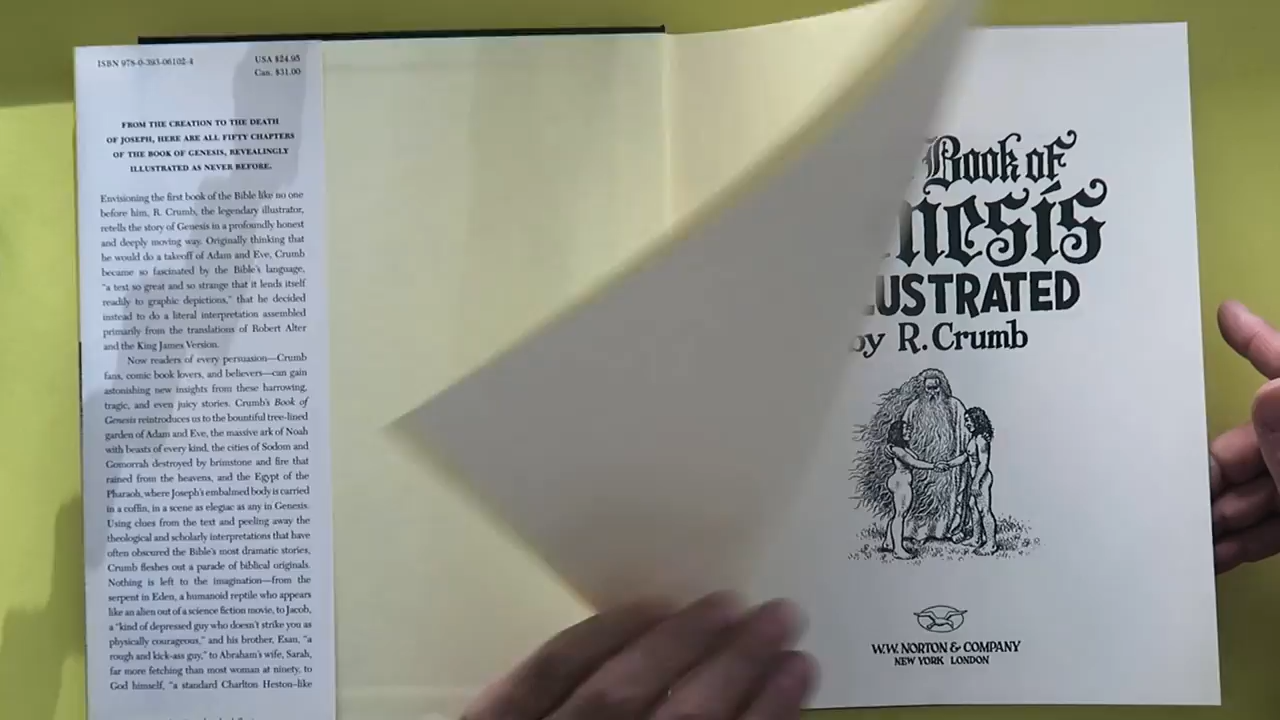 ISBN 978-0-393-06102-4
USA $24.95
Can. $31.00
FROM THE CREATION TO THE DEATH
OF JOSEPH, HERE ARE ALL FIFTY CHAPTERS
OF THE BOOK OF GENESIS, REVEALINGLY
ILLUSTRATED AS NEVER BEFORE.
Envisioning the first book of the Bible like no one
before him, R. Crumb, the legendary illustrator,
retells the story of Genesis in a profoundly honest
and deeply moving way. Originally thinking that
he would do a takeoff of Adam and Eve, Crumb
became so fascinated by the Bible's language,
"a text so great and so strange that it lends itself
readily to graphic depictions," that he decided
instead to do a literal interpretation assembled
primarily from the translations of Robert Alter
and the King James Version.
Now readers of every persuasion—Crumb
fans, comic book lovers, and believers—can gain
astonishing new insights from these harrowing,
tragic, and even juicy stories. Crumb's Book of
Genesis reintroduces us to the bountiful tree-lined
garden of Adam and Eve, the massive ark of Noah
with beasts of every kind, the cities of Sodom and
Gomorrah destroyed by brimstone and fire that
rained from the heavens, and the Egypt of the
Pharaoh, where Joseph's embalmed body is carried
in a coffin, in a scene as elegiac as any in Genesis.
Using clues from the text and peeling away the
theological and scholarly interpretations that have
often obscured the Bible's most dramatic stories,
Crumb fleshes out a parade of biblical originals.
Nothing is left to the imagination—from the
serpent in Eden, a humanoid reptile who appears
like an alien out of a science fiction movie, to Jacob,
a "kind of depressed guy who doesn't strike you as
physically courageous," and his brother, Esau, "a
rough and kick-ass guy," to Abraham's wife, Sarah,
far more fetching than most woman at ninety, to
God himself, "a standard Charlton Heston–like
Book of
nesis
LUSTRATED
by R. Crumb
W.W. NORTON & COMPANY
NEW YORK LONDON